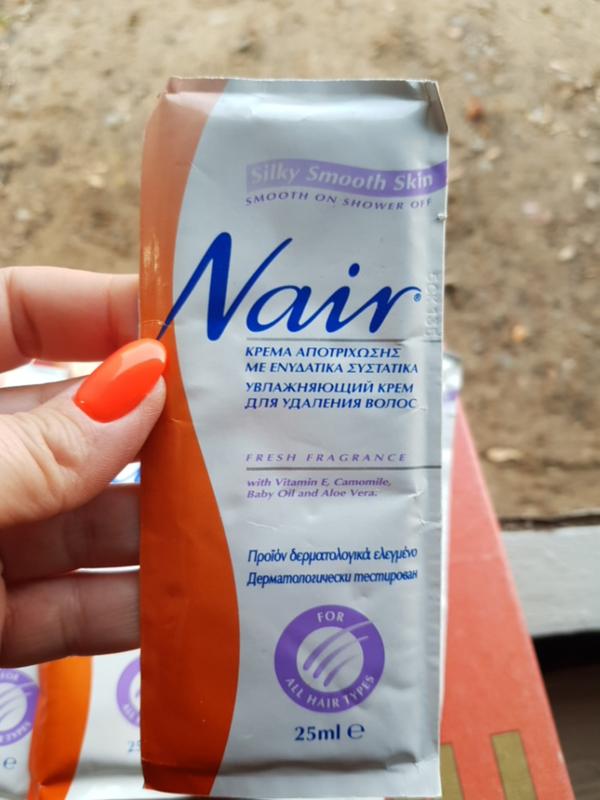 Silky Smooth Skin
SMOOTH ON SHOWER OFF
Nair®
ΚΡΕΜΑ ΑΠΟΤΡΙΧΩΣΗΣ
ΜΕ ΕΝΥΔΑΤΙΚΑ ΣΥΣΤΑΤΙΚΑ
УВЛАЖНЯЮЩИЙ КРЕМ
ДЛЯ УДАЛЕНИЯ ВОЛОС
FRESH FRAGRANCE
with Vitamin E, Camomile,
Baby Oil and Aloe Vera.
Προϊόν δερματολογικά ελεγμένο
Дерматологически тестирован
FOR
ALL HAIR TYPES
25ml ℮